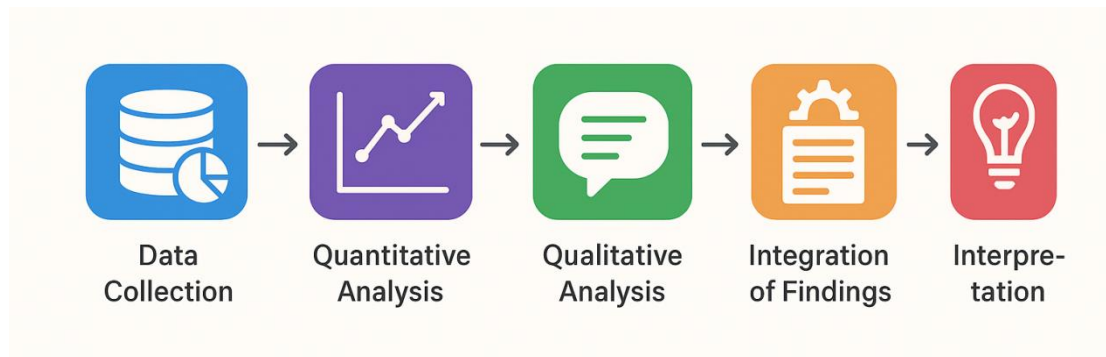 Data
Collection
Quantitative
Analysis
Qualitative
Analysis
Integration
of Findings
Interpre-
tation